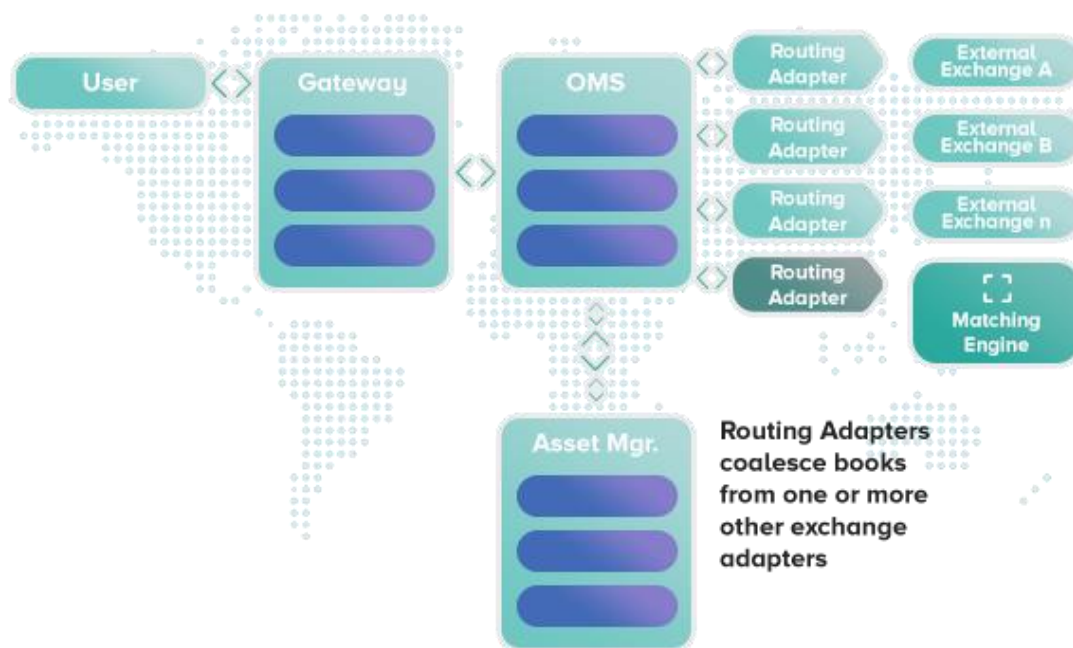 User
Gateway
OMS
Routing
Adapter
External
Exchange A
Routing
Adapter
External
Exchange B
Routing
Adapter
External
Exchange n
Routing
Adapter
Matching
Engine
Asset Mgr.
Routing Adapters
coalesce books
from one or more
other exchange
adapters